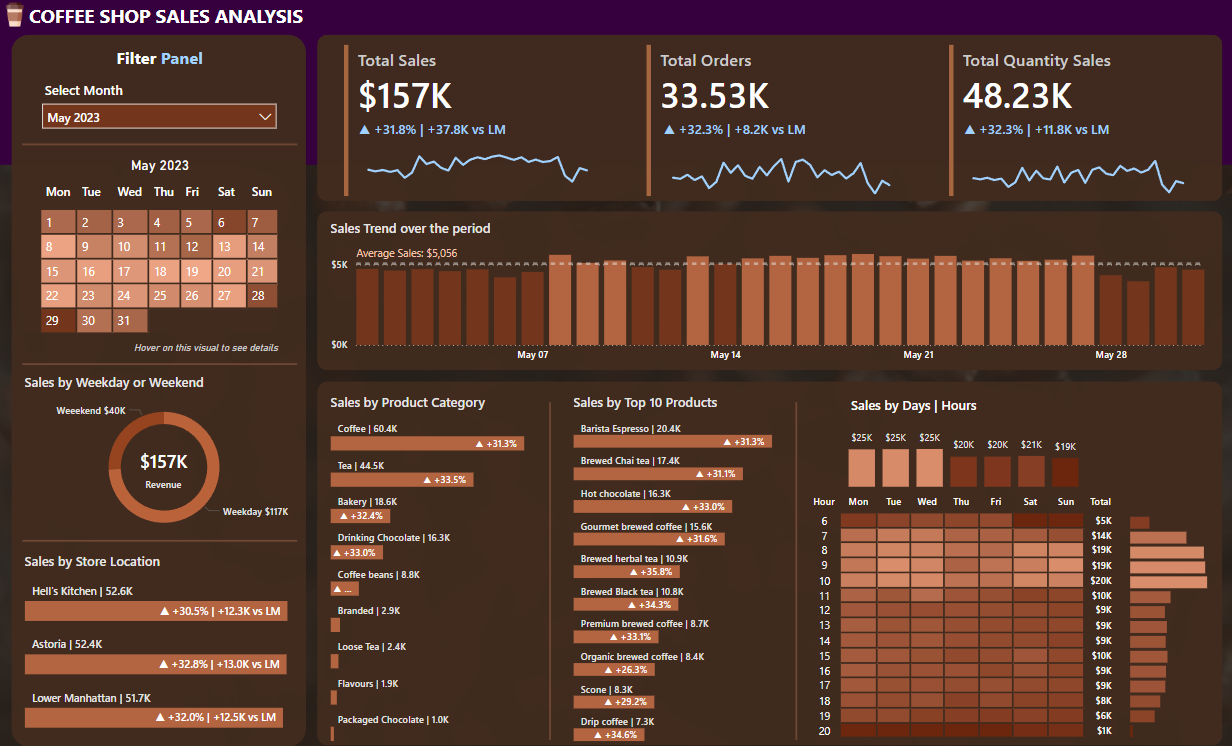 COFFEE SHOP SALES ANALYSIS
Filter Panel
Select Month
May 2023
May 2023
Mon Tue Wed Thu Fri Sat Sun
1 2 3 4 5 6 7
8 9 10 11 12 13 14
15 16 17 18 19 20 21
22 23 24 25 26 27 28
29 30 31
Hover on this visual to see details
Sales by Weekday or Weekend
Weeekend $40K
$157K
Revenue
Weekday $117K
Sales by Store Location
Hell's Kitchen | 52.6K
▲ +30.5% | +12.3K vs LM
Astoria | 52.4K
▲ +32.8% | +13.0K vs LM
Lower Manhattan | 51.7K
▲ +32.0% | +12.5K vs LM
Total Sales
$157K
▲ +31.8% | +37.8K vs LM
Total Orders
33.53K
▲ +32.3% | +8.2K vs LM
Total Quantity Sales
48.23K
▲ +32.3% | +11.8K vs LM
Sales Trend over the period
Average Sales: $5,056
$5K
$0K
May 07 May 14 May 21 May 28
Sales by Product Category
Coffee | 60.4K
▲ +31.3%
Tea | 44.5K
▲ +33.5%
Bakery | 18.6K
▲ +32.4%
Drinking Chocolate | 16.3K
▲ +33.0%
Coffee beans | 8.8K
▲ ...
Branded | 2.9K
Loose Tea | 2.4K
Flavours | 1.9K
Packaged Chocolate | 1.0K
Sales by Top 10 Products
Barista Espresso | 20.4K
▲ +31.3%
Brewed Chai tea | 17.4K
▲ +31.1%
Hot chocolate | 16.3K
▲ +33.0%
Gourmet brewed coffee | 15.6K
▲ +31.6%
Brewed herbal tea | 10.9K
▲ +35.8%
Brewed Black tea | 10.8K
▲ +34.3%
Premium brewed coffee | 8.7K
▲ +33.1%
Organic brewed coffee | 8.4K
▲ +26.3%
Scone | 8.3K
▲ +29.2%
Drip coffee | 7.3K
▲ +34.6%
Sales by Days | Hours
$25K $25K $25K $20K $20K $21K $19K
Hour Mon Tue Wed Thu Fri Sat Sun Total
6 $5K
7 $14K
8 $19K
9 $19K
10 $20K
11 $10K
12 $9K
13 $9K
14 $9K
15 $10K
16 $9K
17 $9K
18 $8K
19 $6K
20 $1K